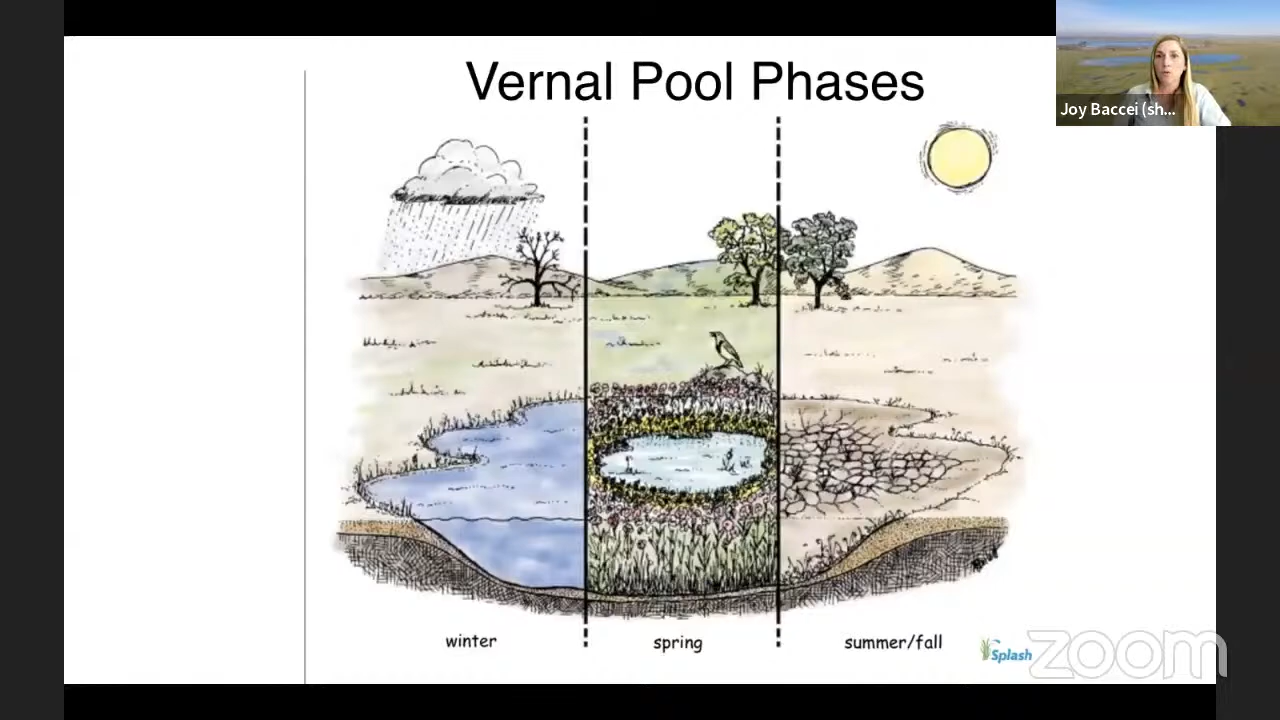 Vernal Pool Phases
Joy Baccei (sh...
winter
spring
summer/fall
Splash
zoom